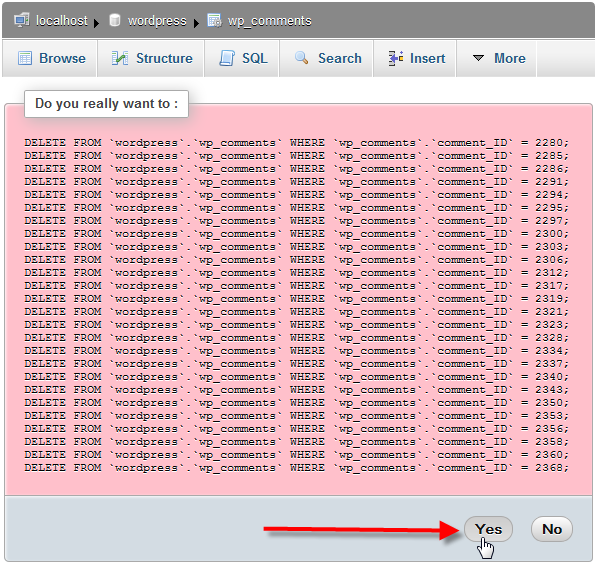 localhost wordpress wp_comments
Browse Structure SQL Search Insert More
Do you really want to :
DELETE FROM `wordpress`.`wp_comments` WHERE `wp_comments`.`comment_ID` = 2280;
DELETE FROM `wordpress`.`wp_comments` WHERE `wp_comments`.`comment_ID` = 2285;
DELETE FROM `wordpress`.`wp_comments` WHERE `wp_comments`.`comment_ID` = 2286;
DELETE FROM `wordpress`.`wp_comments` WHERE `wp_comments`.`comment_ID` = 2291;
DELETE FROM `wordpress`.`wp_comments` WHERE `wp_comments`.`comment_ID` = 2294;
DELETE FROM `wordpress`.`wp_comments` WHERE `wp_comments`.`comment_ID` = 2295;
DELETE FROM `wordpress`.`wp_comments` WHERE `wp_comments`.`comment_ID` = 2297;
DELETE FROM `wordpress`.`wp_comments` WHERE `wp_comments`.`comment_ID` = 2300;
DELETE FROM `wordpress`.`wp_comments` WHERE `wp_comments`.`comment_ID` = 2303;
DELETE FROM `wordpress`.`wp_comments` WHERE `wp_comments`.`comment_ID` = 2306;
DELETE FROM `wordpress`.`wp_comments` WHERE `wp_comments`.`comment_ID` = 2312;
DELETE FROM `wordpress`.`wp_comments` WHERE `wp_comments`.`comment_ID` = 2317;
DELETE FROM `wordpress`.`wp_comments` WHERE `wp_comments`.`comment_ID` = 2319;
DELETE FROM `wordpress`.`wp_comments` WHERE `wp_comments`.`comment_ID` = 2321;
DELETE FROM `wordpress`.`wp_comments` WHERE `wp_comments`.`comment_ID` = 2323;
DELETE FROM `wordpress`.`wp_comments` WHERE `wp_comments`.`comment_ID` = 2328;
DELETE FROM `wordpress`.`wp_comments` WHERE `wp_comments`.`comment_ID` = 2334;
DELETE FROM `wordpress`.`wp_comments` WHERE `wp_comments`.`comment_ID` = 2337;
DELETE FROM `wordpress`.`wp_comments` WHERE `wp_comments`.`comment_ID` = 2340;
DELETE FROM `wordpress`.`wp_comments` WHERE `wp_comments`.`comment_ID` = 2343;
DELETE FROM `wordpress`.`wp_comments` WHERE `wp_comments`.`comment_ID` = 2350;
DELETE FROM `wordpress`.`wp_comments` WHERE `wp_comments`.`comment_ID` = 2353;
DELETE FROM `wordpress`.`wp_comments` WHERE `wp_comments`.`comment_ID` = 2356;
DELETE FROM `wordpress`.`wp_comments` WHERE `wp_comments`.`comment_ID` = 2358;
DELETE FROM `wordpress`.`wp_comments` WHERE `wp_comments`.`comment_ID` = 2360;
DELETE FROM `wordpress`.`wp_comments` WHERE `wp_comments`.`comment_ID` = 2368;
Yes No